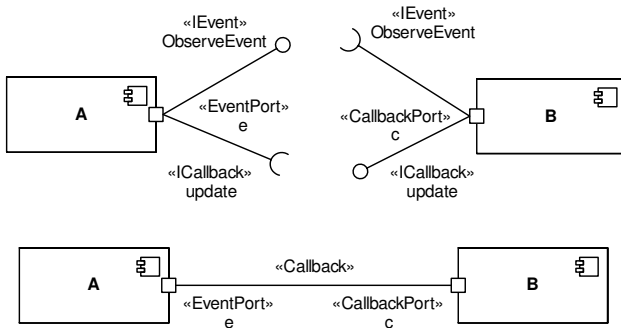 «IEvent»
ObserveEvent
A
«EventPort»
e
«ICallback»
update
«IEvent»
ObserveEvent
«CallbackPort»
c
B
«ICallback»
update
A
«Callback»
B
«EventPort»
e
«CallbackPort»
c